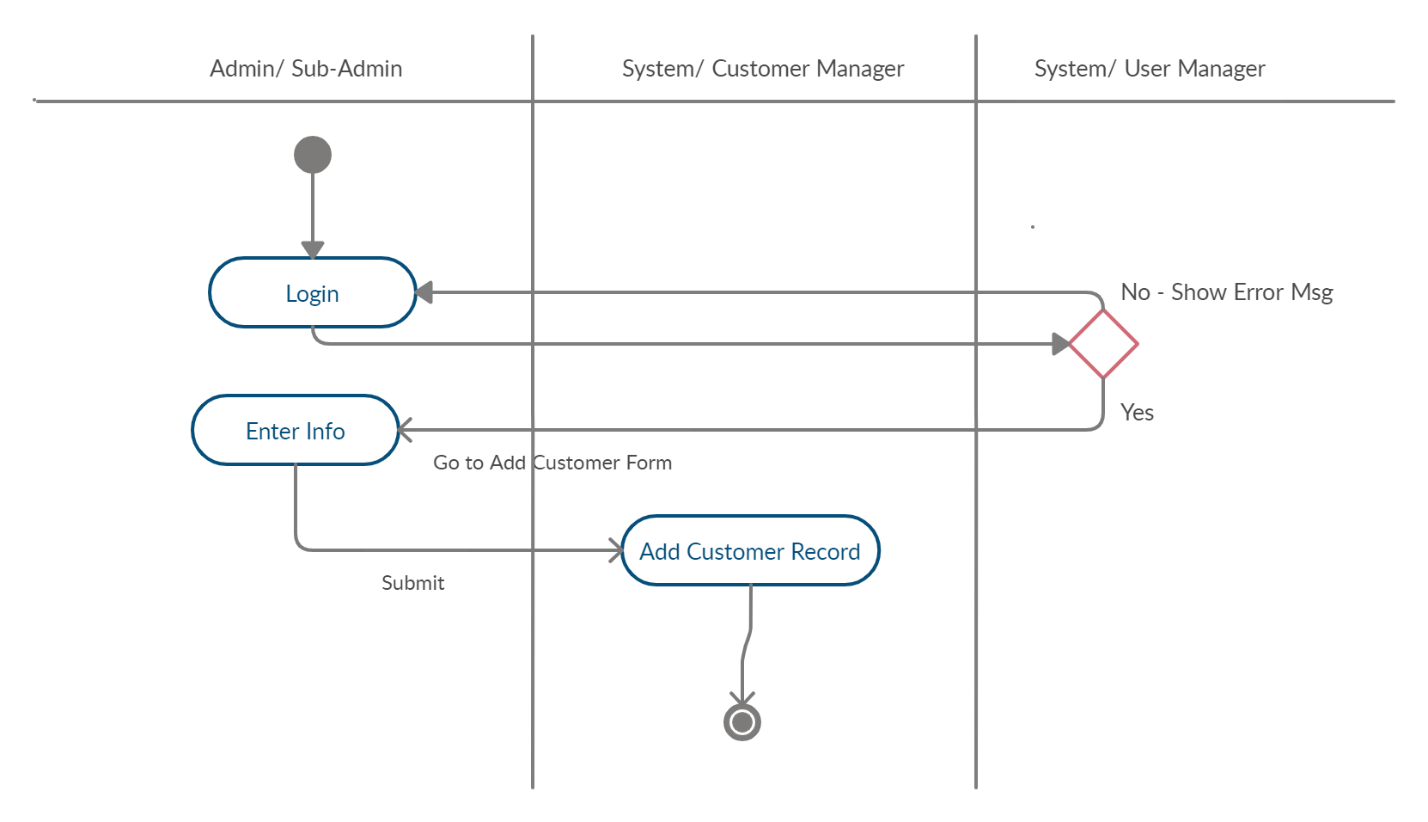 Admin/ Sub-Admin
System/ Customer Manager
System/ User Manager
Login
No - Show Error Msg
Yes
Enter Info
Go to Add Customer Form
Add Customer Record
Submit